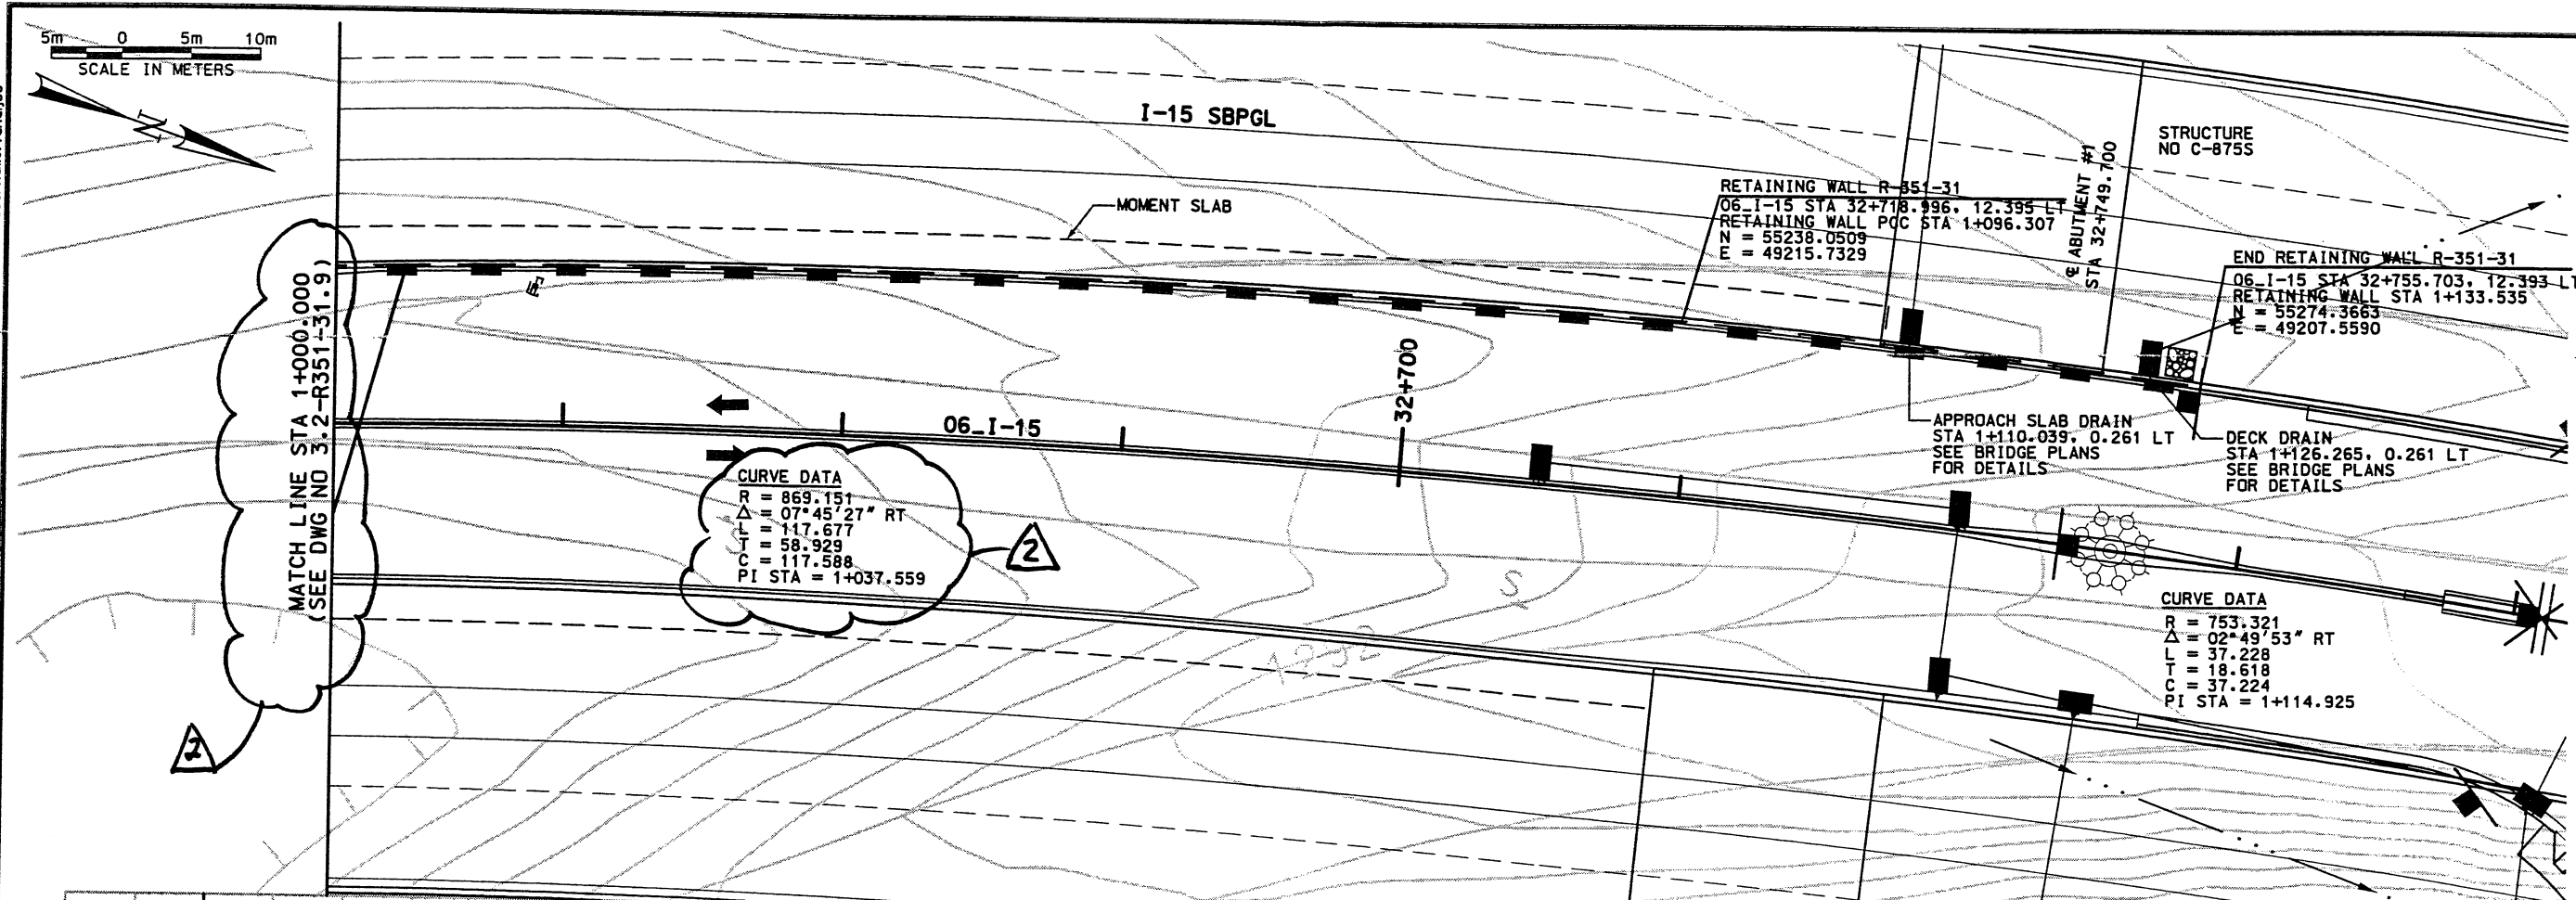 5m 0 5m 10m
SCALE IN METERS
N
I-15 SBPGL
MOMENT SLAB
RETAINING WALL R-351-31
06_I-15 STA 32+718.996, 12.395 LT
RETAINING WALL PCC STA 1+096.307
N = 55238.0509
E = 49215.7329
℄ ABUTMENT #1
STA 32+749.700
STRUCTURE
NO C-875S
END RETAINING WALL R-351-31
06_I-15 STA 32+755.703, 12.393 LT
RETAINING WALL STA 1+133.535
N = 55274.3663
E = 49207.5590
MATCH LINE STA 1+000.000
(SEE DWG NO 3.2-R351-31.9)
2
06_I-15
32+700
CURVE DATA
R = 869.151
Δ = 07°45'27" RT
L = 117.677
T = 58.929
C = 117.588
PI STA = 1+037.559
2
APPROACH SLAB DRAIN
STA 1+110.039, 0.261 LT
SEE BRIDGE PLANS
FOR DETAILS
DECK DRAIN
STA 1+126.265, 0.261 LT
SEE BRIDGE PLANS
FOR DETAILS
1292
CURVE DATA
R = 753.321
Δ = 02°49'53" RT
L = 37.228
T = 18.618
C = 37.224
PI STA = 1+114.925